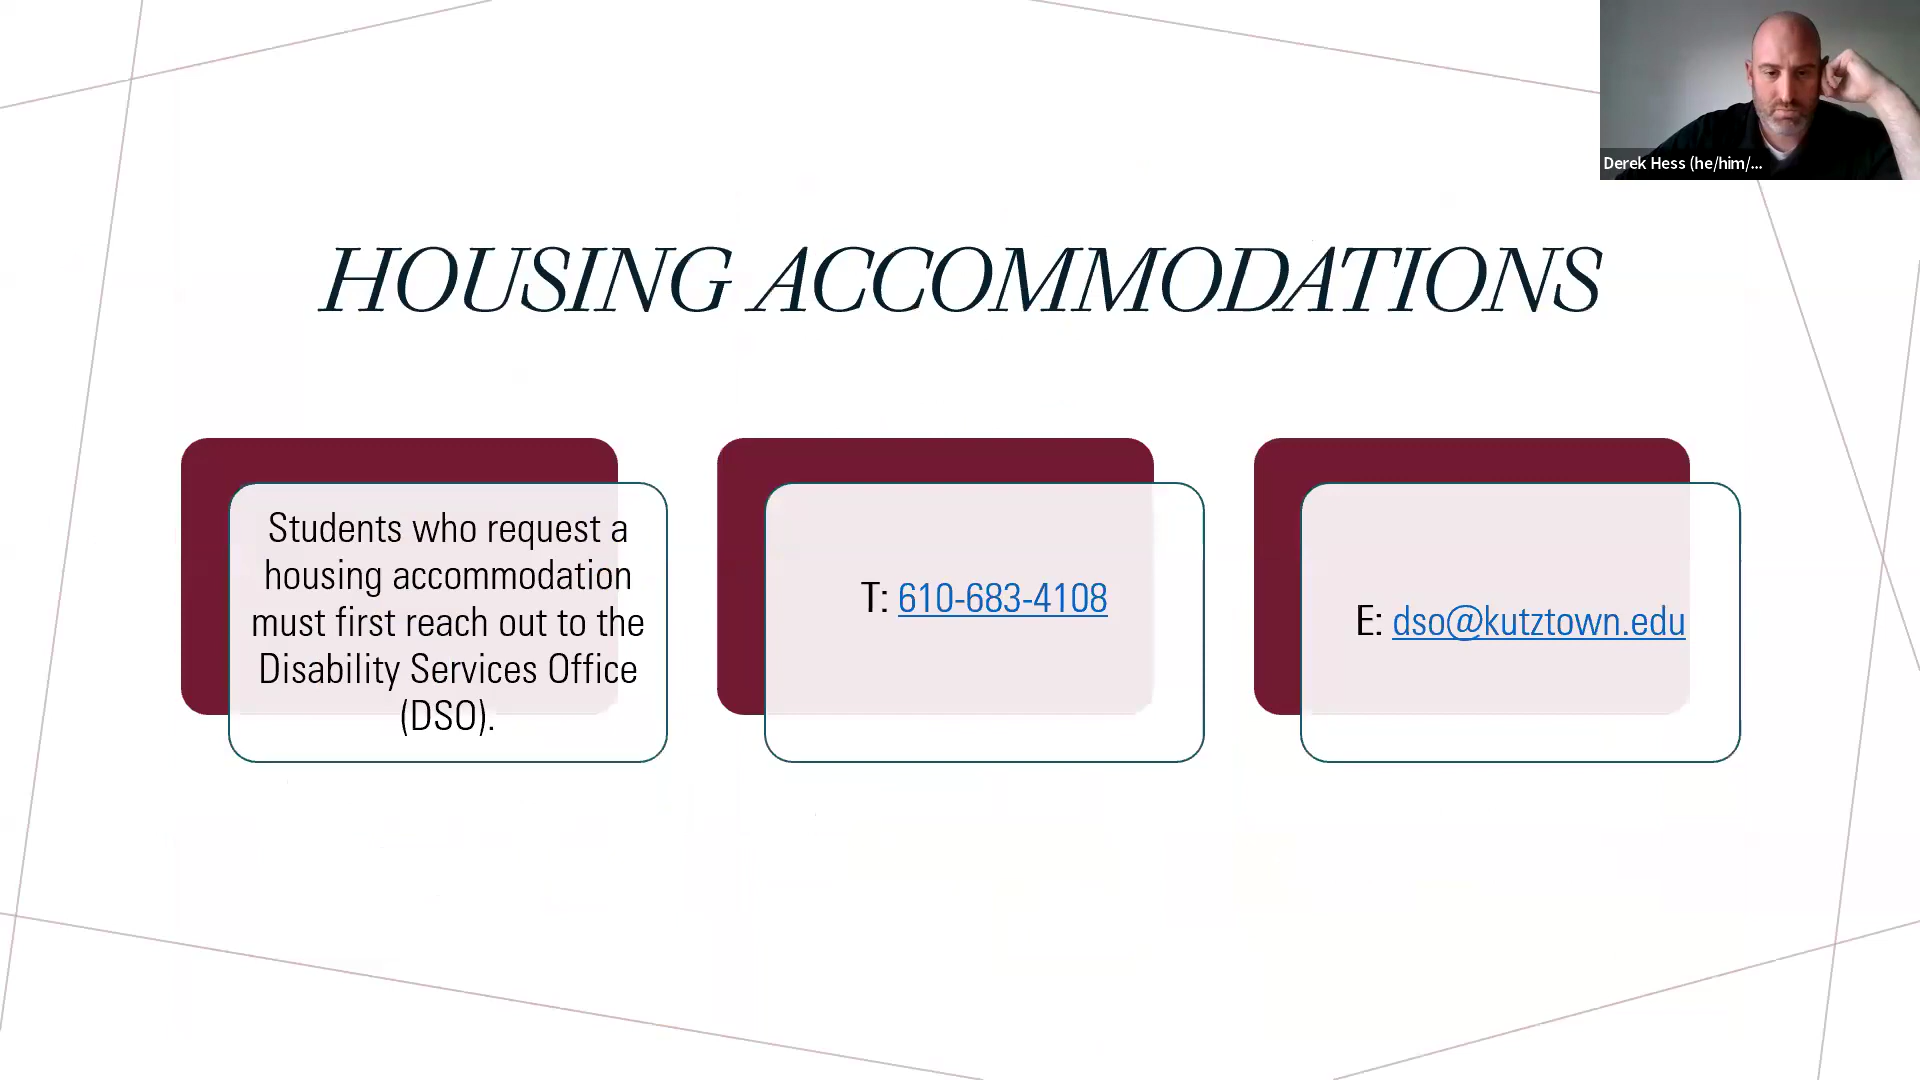 Derek Hess (he/him/...
HOUSING ACCOMMODATIONS
Students who request a
housing accommodation
must first reach out to the
Disability Services Office
(DSO).
T: 610-683-4108
E: dso@kutztown.edu